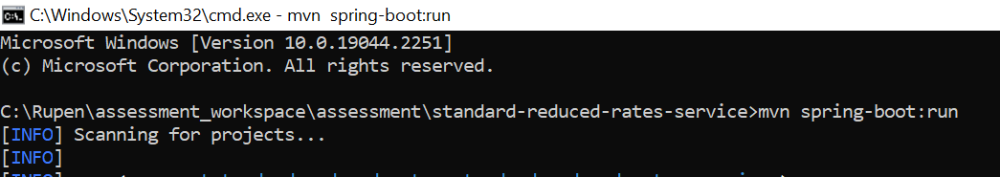 C:\Windows\System32\cmd.exe - mvn  spring-boot:run
Microsoft Windows [Version 10.0.19044.2251]
(c) Microsoft Corporation. All rights reserved.
C:\Rupen\assessment_workspace\assessment\standard-reduced-rates-service>mvn spring-boot:run
[INFO] Scanning for projects...
[INFO]